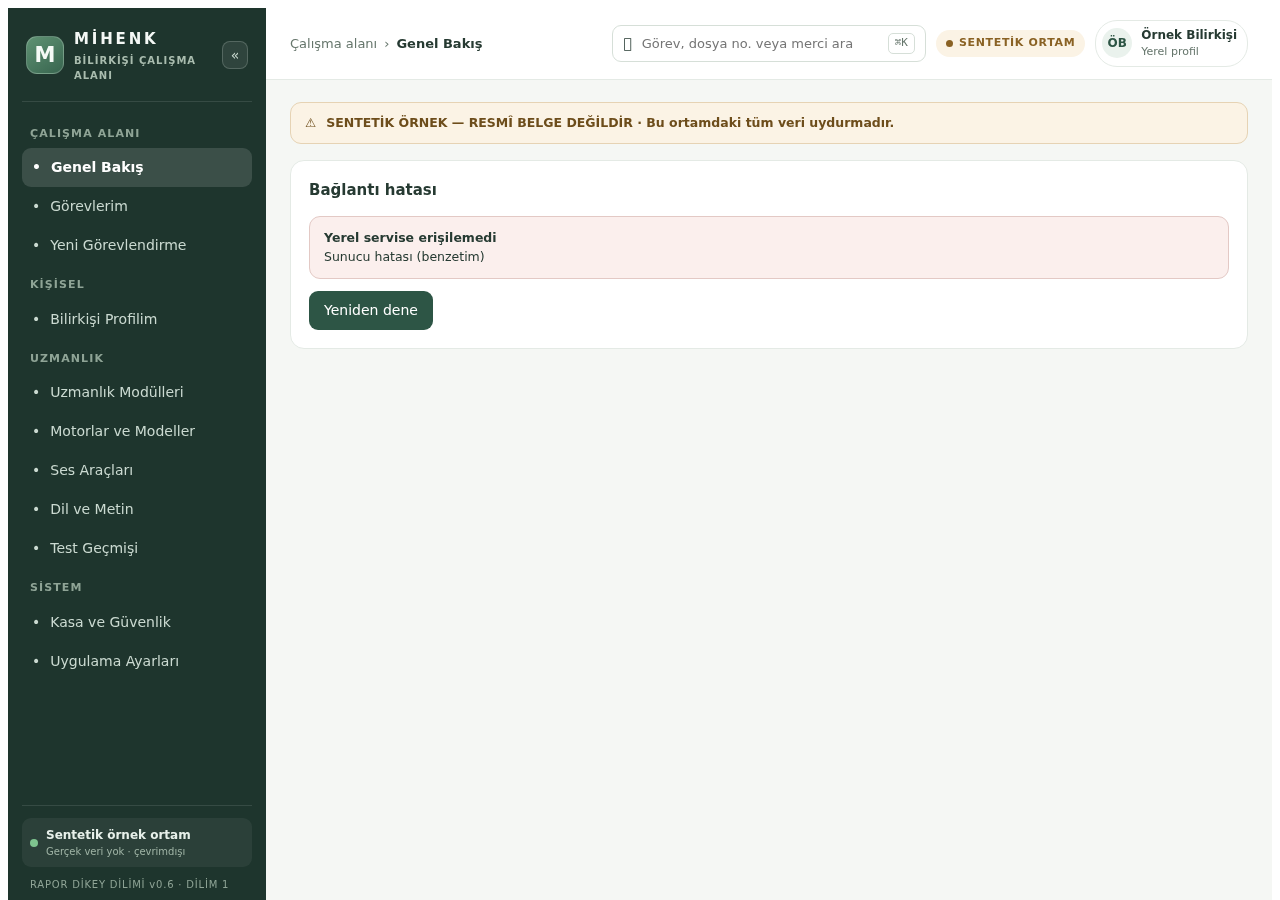 M
MİHENK
BİLİRKİŞİ ÇALIŞMA
ALANI
«
ÇALIŞMA ALANI
• Genel Bakış
• Görevlerim
• Yeni Görevlendirme
KİŞİSEL
• Bilirkişi Profilim
UZMANLIK
• Uzmanlık Modülleri
• Motorlar ve Modeller
• Ses Araçları
• Dil ve Metin
• Test Geçmişi
SİSTEM
• Kasa ve Güvenlik
• Uygulama Ayarları
Sentetik örnek ortam
Gerçek veri yok · çevrimdışı
RAPOR DİKEY DİLİMİ v0.6 · DİLİM 1
Çalışma alanı › Genel Bakış
Görev, dosya no. veya merci ara
⌘K
SENTETİK ORTAM
ÖB
Örnek Bilirkişi
Yerel profil
⚠ SENTETİK ÖRNEK — RESMÎ BELGE DEĞİLDİR · Bu ortamdaki tüm veri uydurmadır.
Bağlantı hatası
Yerel servise erişilemedi
Sunucu hatası (benzetim)
Yeniden dene